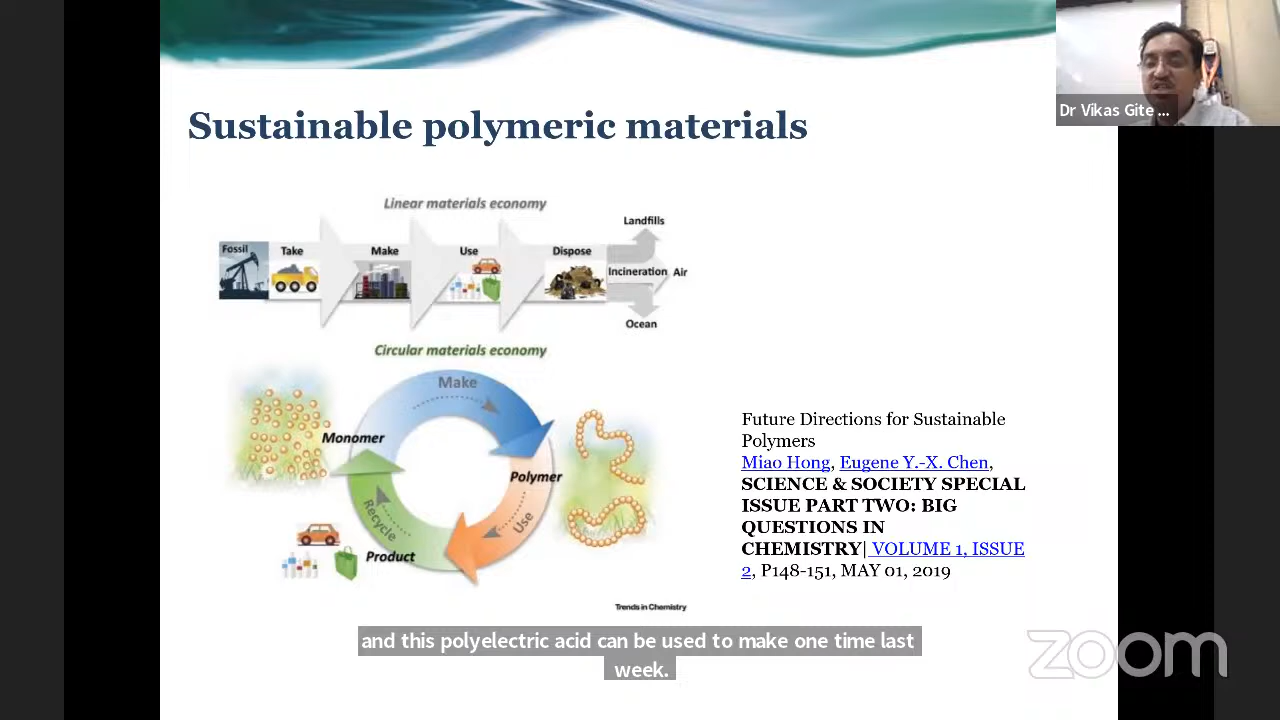 Dr Vikas Gite ...
Sustainable polymeric materials
Linear materials economy
Landfills
Fossil
Take
Make
Use
Dispose
Incineration
Air
Ocean
Circular materials economy
Make
Monomer
Polymer
Use
Recycle
Product
Trends in Chemistry
Future Directions for Sustainable
Polymers
Miao Hong, Eugene Y.-X. Chen,
SCIENCE & SOCIETY SPECIAL
ISSUE PART TWO: BIG
QUESTIONS IN
CHEMISTRY| VOLUME 1, ISSUE
2, P148-151, MAY 01, 2019
and this polyelectric acid can be used to make one time last
week.
zoom